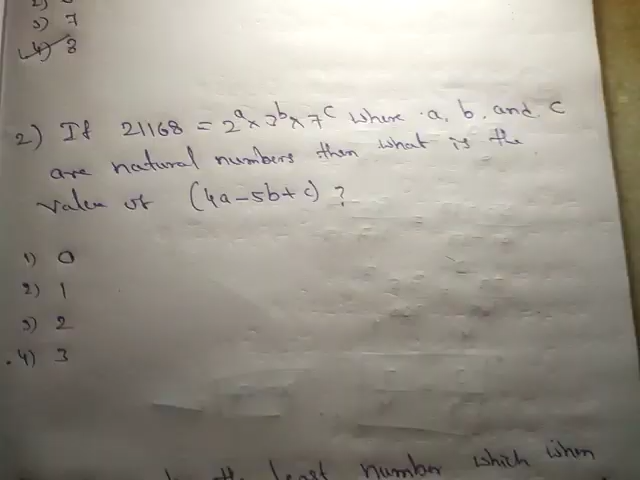 3) 7
4) 8
2) If 21168 = 2^a x 3^b x 7^c where a, b, and c
are natural numbers then what is the
value of (4a-5b+c) ?
1) 0
2) 1
3) 2
4) 3
the least number which when